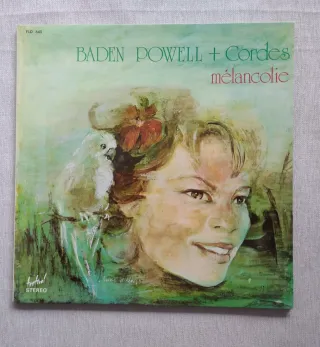 BADEN POWELL + Cordes
mélancolie
STEREO